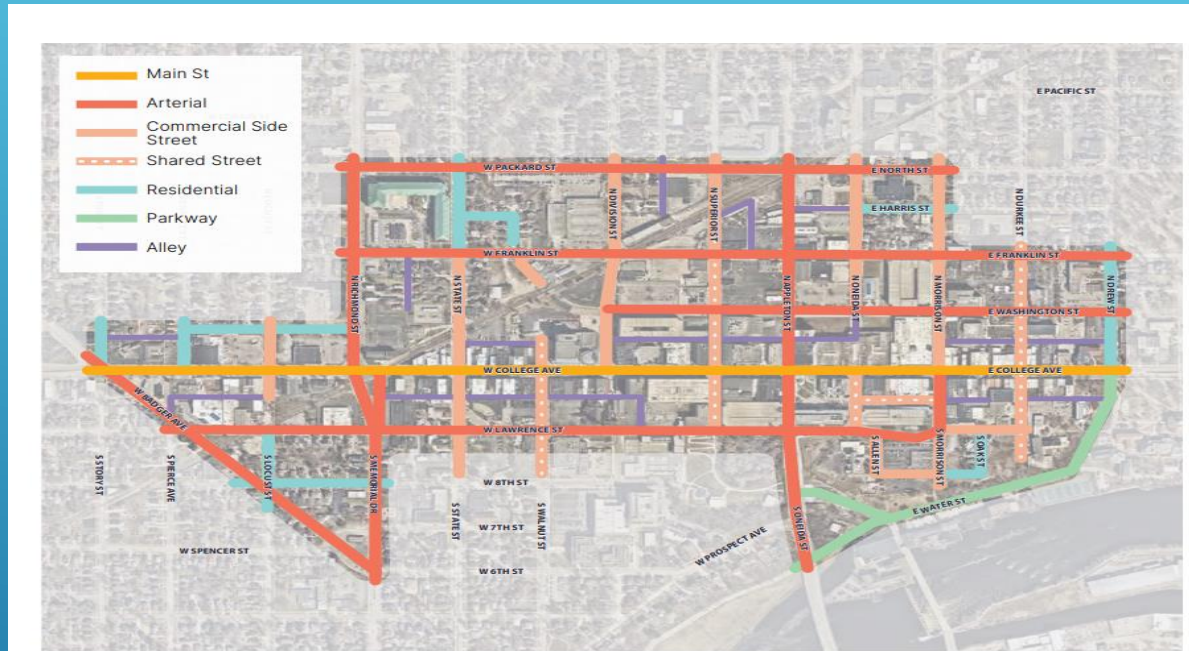 Main St
Arterial
Commercial Side
Street
Shared Street
Residential
Parkway
Alley
E PACIFIC ST
W PACKARD ST
E NORTH ST
N DIVISION ST
N SUPERIOR ST
E HARRIS ST
N DURKEE ST
W FRANKLIN ST
E FRANKLIN ST
N RICHMOND ST
N STATE ST
N APPLETON ST
N ONEIDA ST
N MORRISON ST
N DREW ST
E WASHINGTON ST
W COLLEGE AVE
E COLLEGE AVE
W BADGER AVE
W LAWRENCE ST
S STORY ST
S PIERCE AVE
S LOCUST ST
S MEMORIAL DR
S ALLEN ST
S MORRISON ST
S OAK ST
W 8TH ST
S STATE ST
S WALNUT ST
W 7TH ST
S ONEIDA ST
E WATER ST
W PROSPECT AVE
W SPENCER ST
W 6TH ST